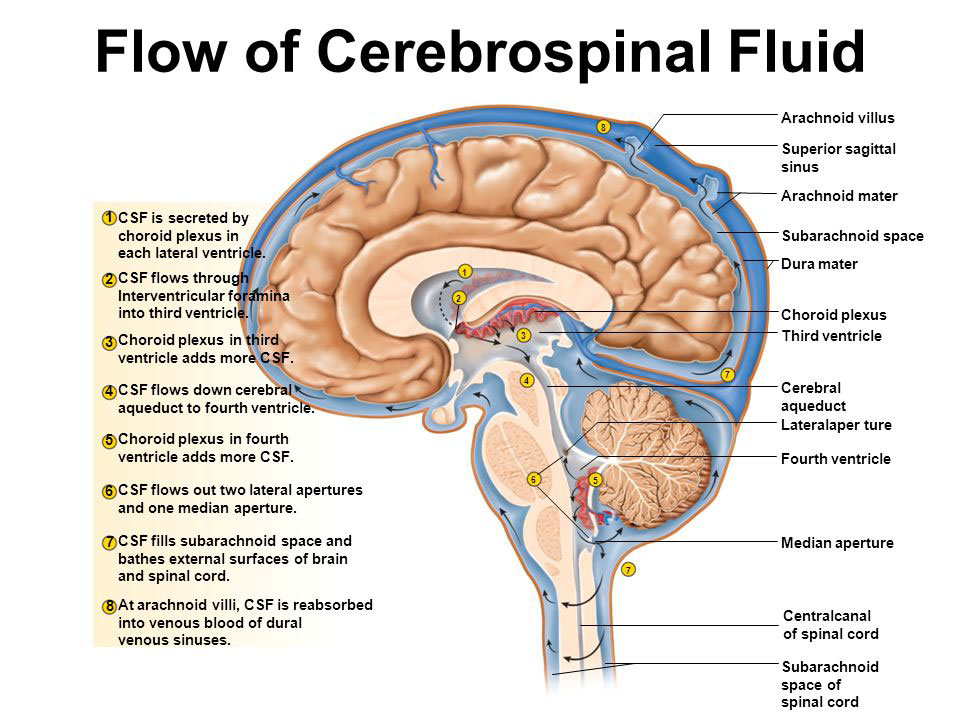 Flow of Cerebrospinal Fluid
1 CSF is secreted by
choroid plexus in
each lateral ventricle.
2 CSF flows through
Interventricular foramina
into third ventricle.
3 Choroid plexus in third
ventricle adds more CSF.
4 CSF flows down cerebral
aqueduct to fourth ventricle.
5 Choroid plexus in fourth
ventricle adds more CSF.
6 CSF flows out two lateral apertures
and one median aperture.
7 CSF fills subarachnoid space and
bathes external surfaces of brain
and spinal cord.
8 At arachnoid villi, CSF is reabsorbed
into venous blood of dural
venous sinuses.
8
1
2
3
4
7
6
5
7
Arachnoid villus
Superior sagittal
sinus
Arachnoid mater
Subarachnoid space
Dura mater
Choroid plexus
Third ventricle
Cerebral
aqueduct
Lateralaper ture
Fourth ventricle
Median aperture
Centralcanal
of spinal cord
Subarachnoid
space of
spinal cord